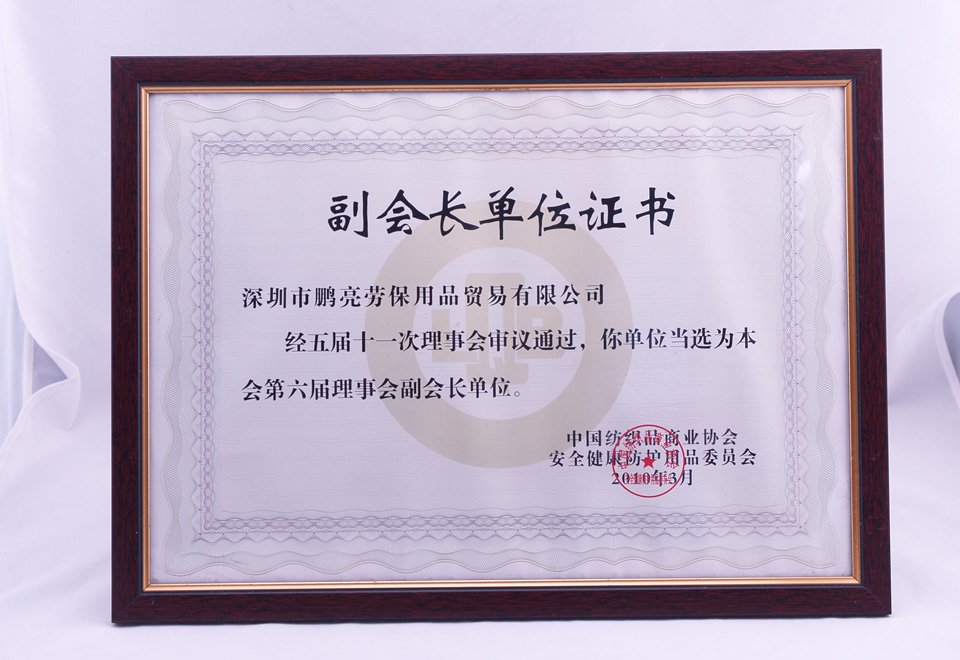 副会长单位证书
深圳市鹏亮劳保用品贸易有限公司
经五届十一次理事会审议通过，你单位当选为本
会第六届理事会副会长单位。
中国纺织品商业协会
安全健康防护用品委员会
2010年3月